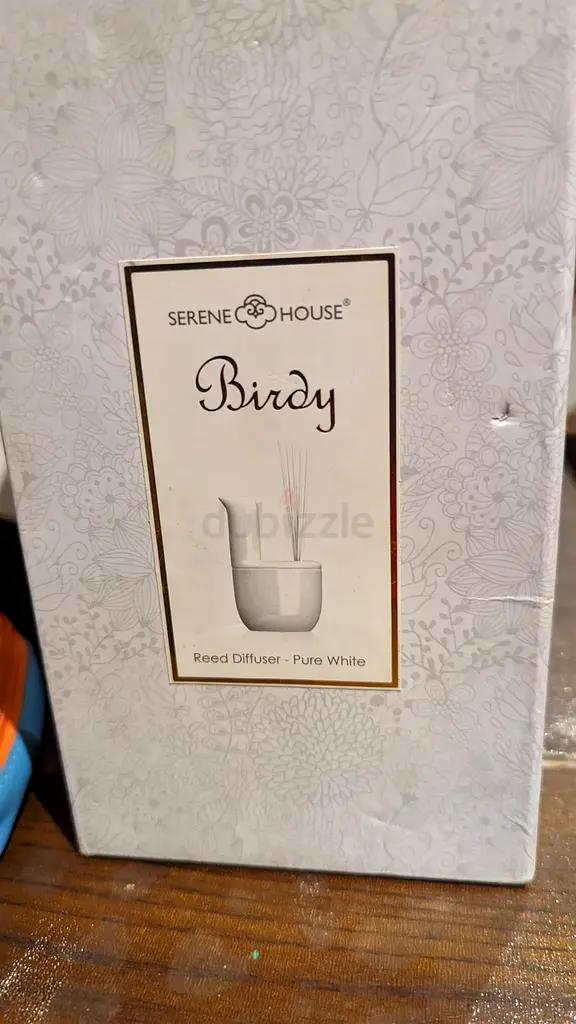 SERENE HOUSE®
Birdy
dubizzle
Reed Diffuser - Pure White